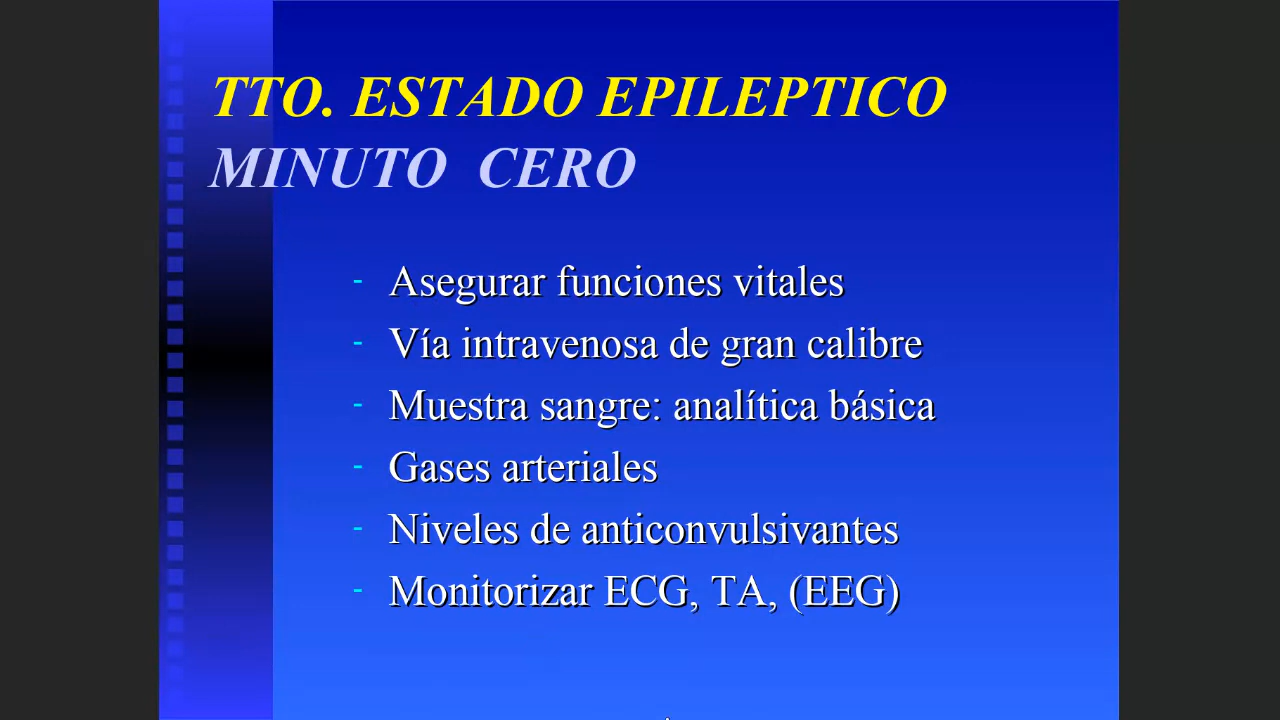 TTO. ESTADO EPILEPTICO
MINUTO CERO
- Asegurar funciones vitales
- Vía intravenosa de gran calibre
- Muestra sangre: analítica básica
- Gases arteriales
- Niveles de anticonvulsivantes
- Monitorizar ECG, TA, (EEG)